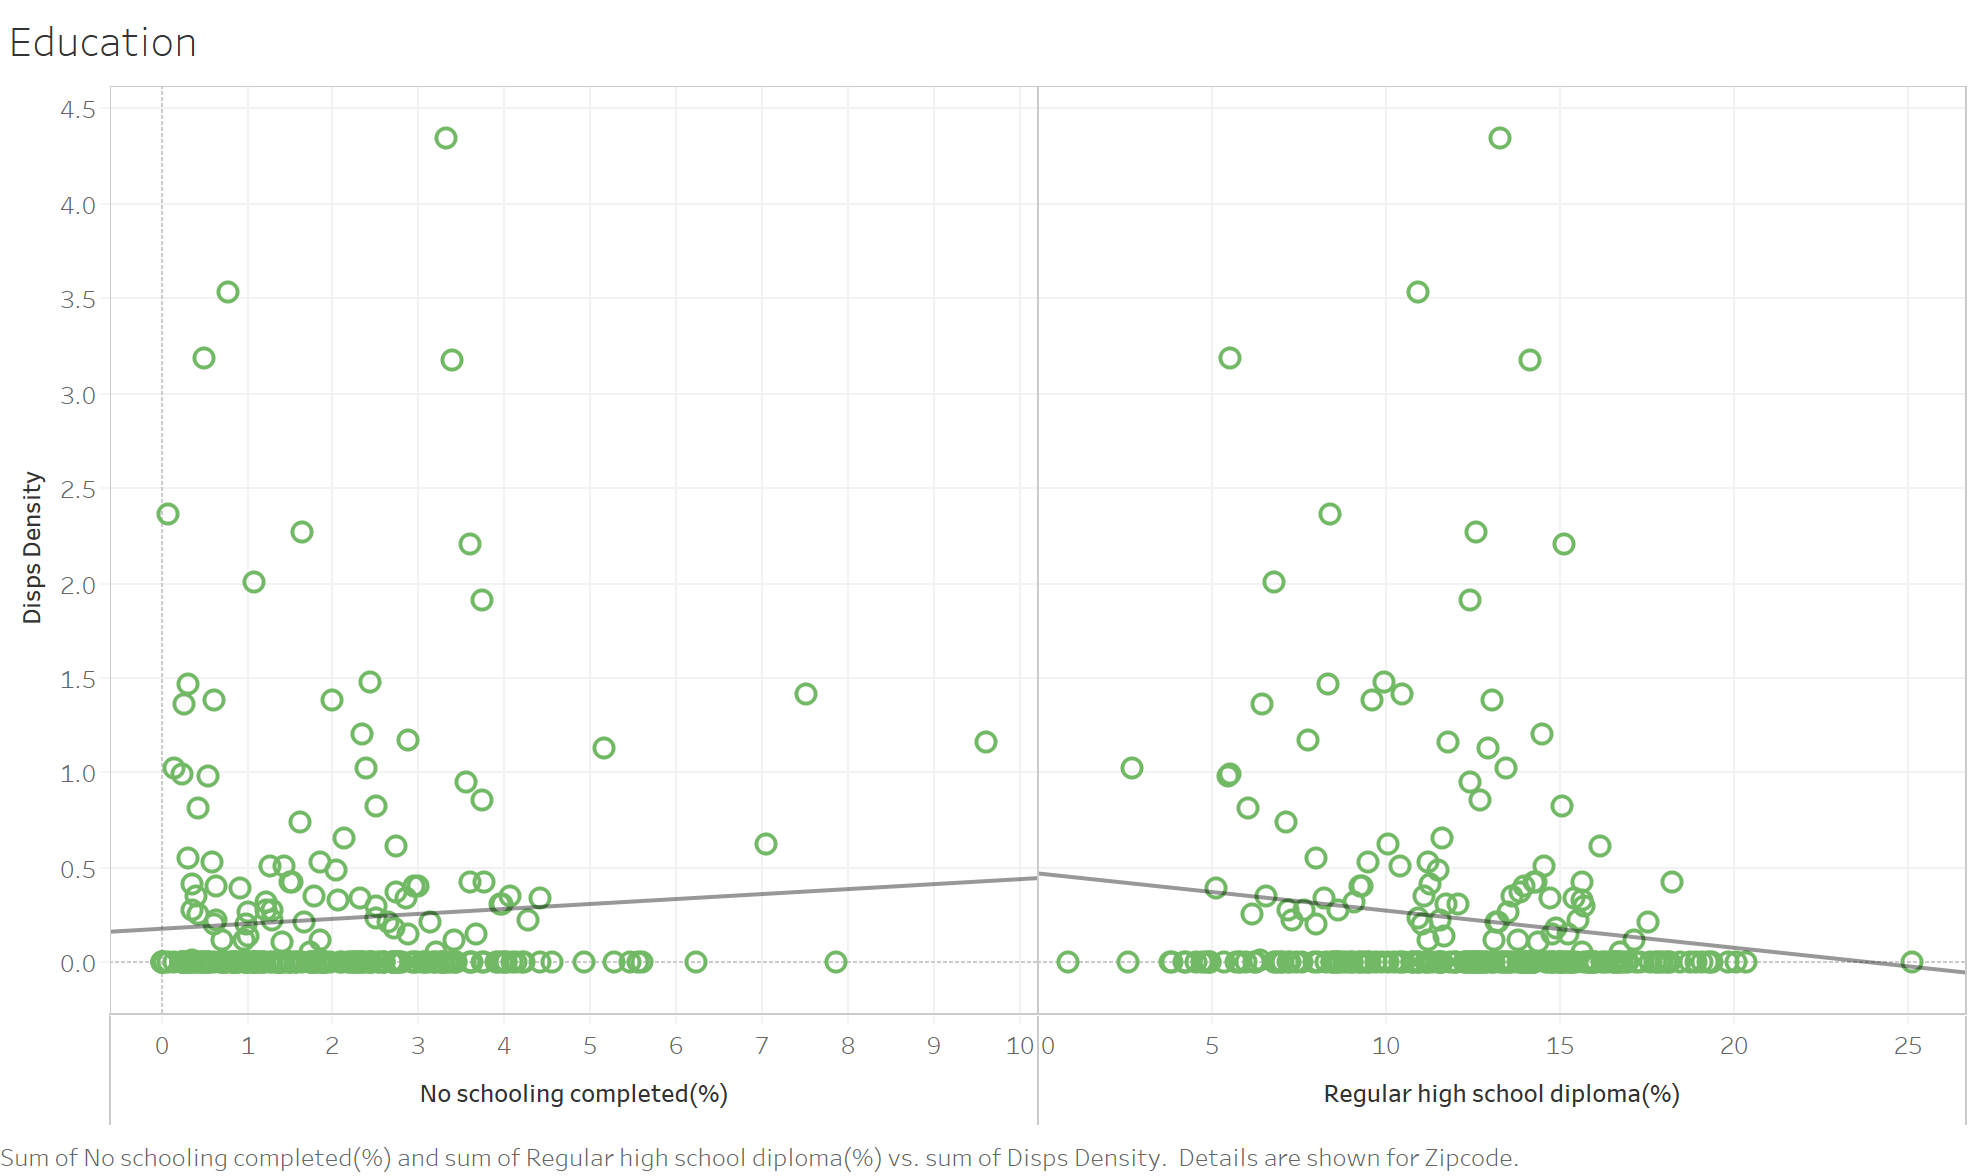 Education
4.5
4.0
3.5
3.0
2.5
2.0
1.5
1.0
0.5
0.0
Disps Density
0 1 2 3 4 5 6 7 8 9 10 0 5 10 15 20 25
No schooling completed(%) Regular high school diploma(%)
Sum of No schooling completed(%) and sum of Regular high school diploma(%) vs. sum of Disps Density. Details are shown for Zipcode.